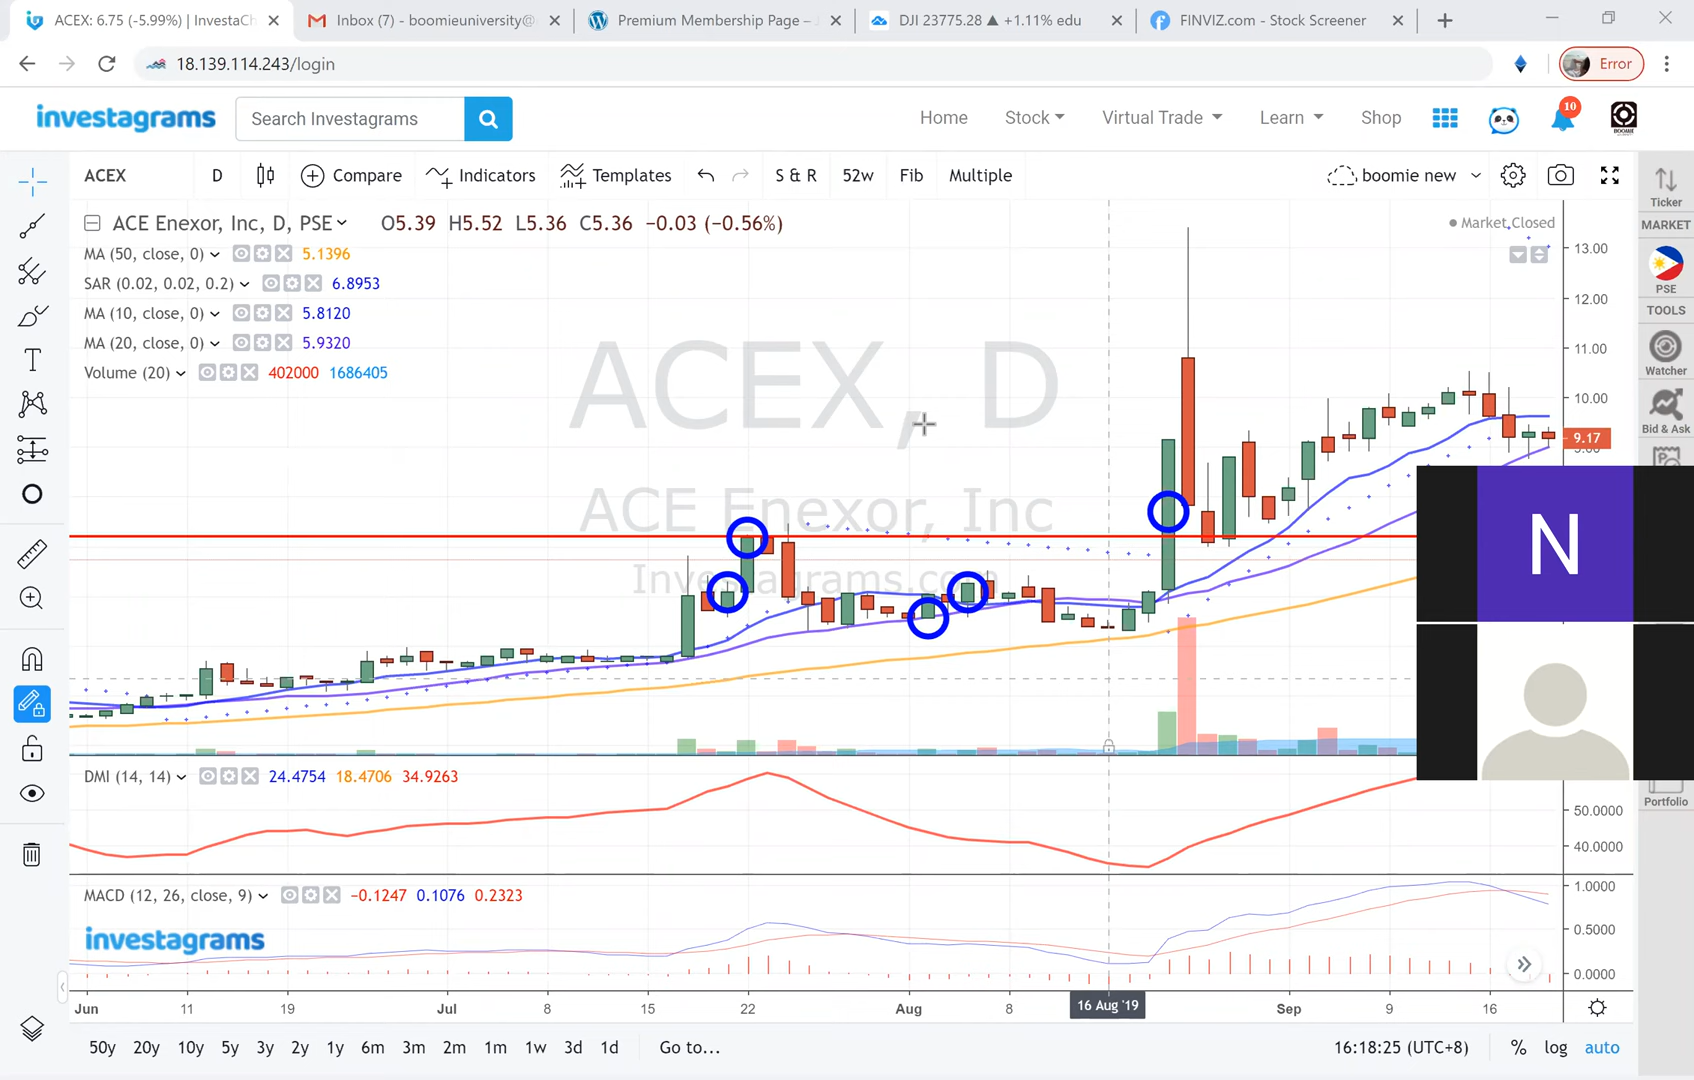 ACEX: 6.75 (-5.99%) | InvestaCh
Inbox (7) - boomieuniversity@
Premium Membership Page –
DJI 23775.28 ▲ +1.11% edu
FINVIZ.com - Stock Screener
18.139.114.243/login
Error
investagrams
Search Investagrams
Home
Stock
Virtual Trade
Learn
Shop
10
ACEX
D
Compare
Indicators
Templates
S & R
52w
Fib
Multiple
boomie new
Ticker
MARKET
PSE
TOOLS
Watcher
Bid & Ask
Portfolio
ACE Enexor, Inc, D, PSE O5.39 H5.52 L5.36 C5.36 −0.03 (−0.56%)
Market Closed
MA (50, close, 0) 5.1396
SAR (0.02, 0.02, 0.2) 6.8953
MA (10, close, 0) 5.8120
MA (20, close, 0) 5.9320
Volume (20) 402000 1686405
ACEX, D
ACE Enexor, Inc
Investagrams.com
13.00
12.00
11.00
10.00
9.17
9.00
N
DMI (14, 14) 24.4754 18.4706 34.9263
50.0000
40.0000
MACD (12, 26, close, 9) −0.1247 0.1076 0.2323
investagrams
1.0000
0.5000
0.0000
Jun 11 19 Jul 8 15 22 Aug 8 16 Aug '19 Sep 9 16
50y 20y 10y 5y 3y 2y 1y 6m 3m 2m 1m 1w 3d 1d Go to...
16:18:25 (UTC+8) % log auto